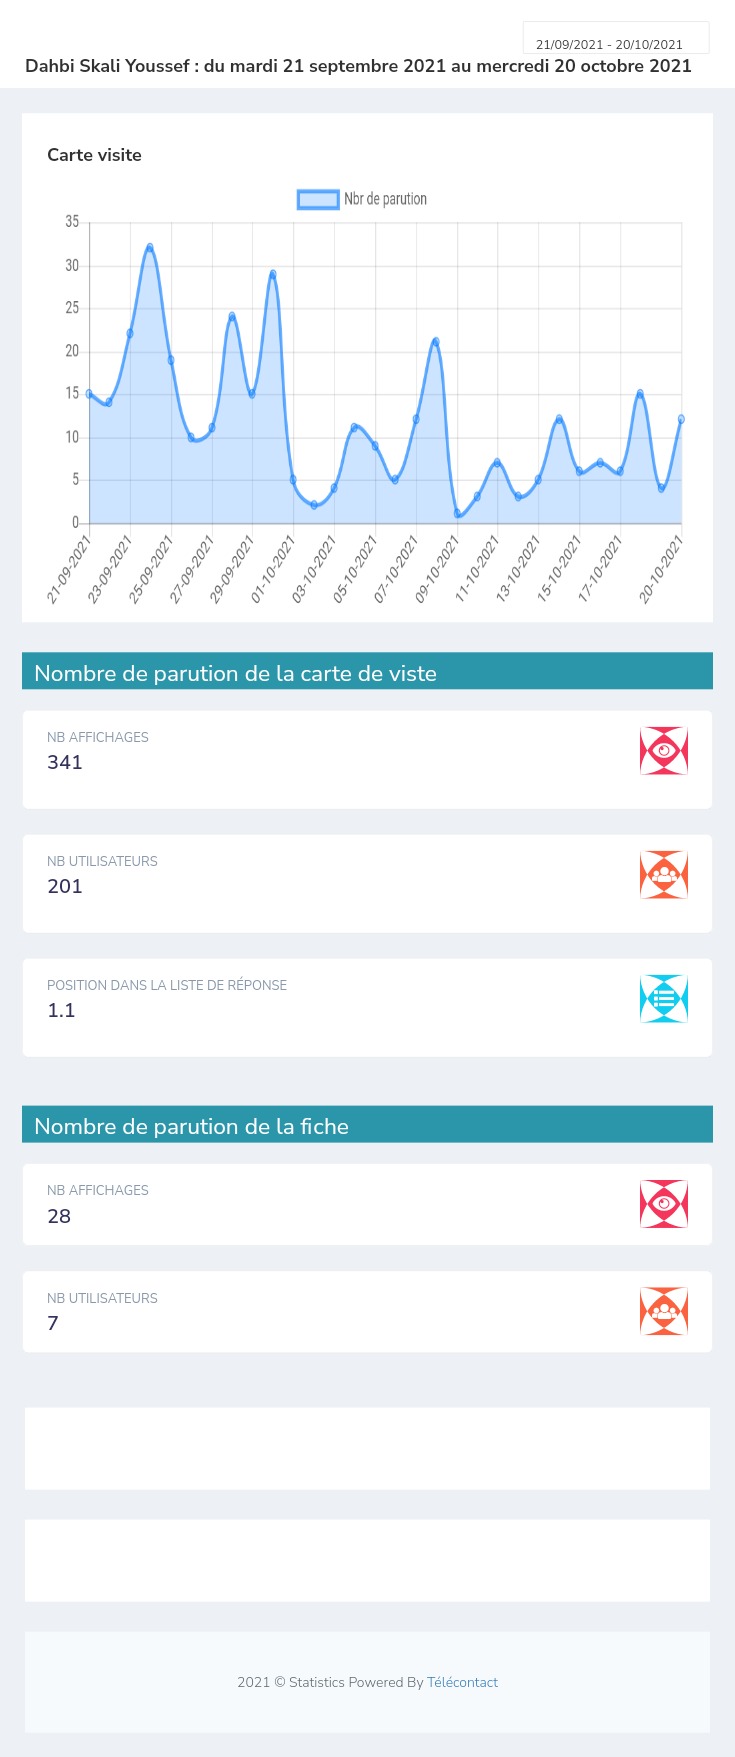 21/09/2021 - 20/10/2021
Dahbi Skali Youssef : du mardi 21 septembre 2021 au mercredi 20 octobre 2021
Carte visite
Nbr de parution
35
30
25
20
15
10
5
0
21-09-2021
23-09-2021
25-09-2021
27-09-2021
29-09-2021
01-10-2021
03-10-2021
05-10-2021
07-10-2021
09-10-2021
11-10-2021
13-10-2021
15-10-2021
17-10-2021
20-10-2021
Nombre de parution de la carte de viste
NB AFFICHAGES
341
NB UTILISATEURS
201
POSITION DANS LA LISTE DE RÉPONSE
1.1
Nombre de parution de la fiche
NB AFFICHAGES
28
NB UTILISATEURS
7
2021 © Statistics Powered By Télécontact